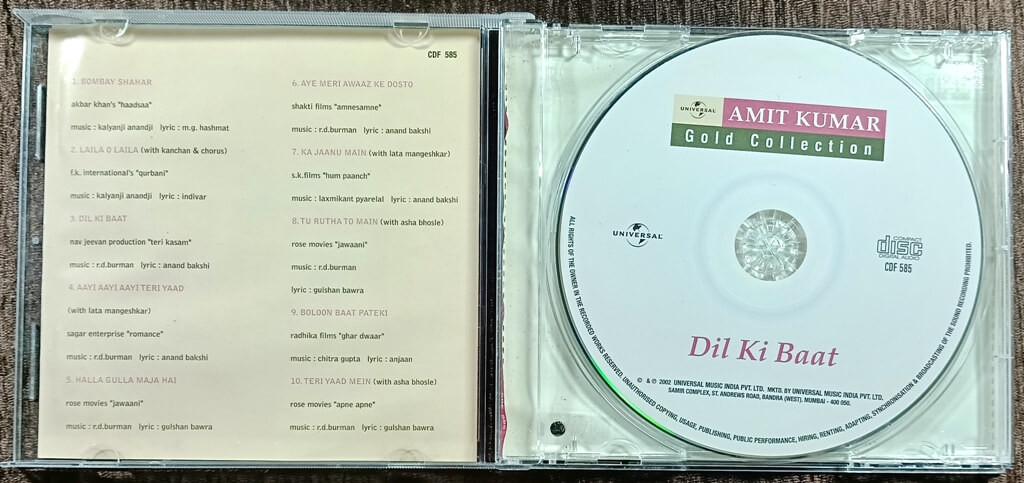 CDF 585
1. BOMBAY SHAHAR
akbar khan's "haadsaa"
music : kalyanji anandji lyric : m.g. hashmat
2. LAILA O LAILA (with kanchan & chorus)
f.k. international's "qurbani"
music : kalyanji anandji lyric : indivar
3. DIL KI BAAT
nav jeevan production "teri kasam"
music : r.d.burman lyric : anand bakshi
4. AAYI AAYI AAYI TERI YAAD
(with lata mangeshkar)
sagar enterprise "romance"
music : r.d.burman lyric : anand bakshi
5. HALLA GULLA MAJA HAI
rose movies "jawaani"
music : r.d.burman lyric : gulshan bawra
6. AYE MERI AWAAZ KE DOSTO
shakti films "amnesamne"
music : r.d.burman lyric : anand bakshi
7. KA JAANU MAIN (with lata mangeshkar)
s.k.films "hum paanch"
music : laxmikant pyarelal lyric : anand bakshi
8. TU RUTHA TO MAIN (with asha bhosle)
rose movies "jawaani"
music : r.d.burman
lyric : gulshan bawra
9. BOLOON BAAT PATEKI
radhika films "ghar dwaar"
music : chitra gupta lyric : anjaan
10. TERI YAAD MEIN (with asha bhosle)
rose movies "apne apne"
music : r.d.burman lyric : gulshan bawra
UNIVERSAL
AMIT KUMAR
Gold Collection
UNIVERSAL
COMPACT
disc
DIGITAL AUDIO
CDF 585
Dil Ki Baat
© & ℗ 2002 UNIVERSAL MUSIC INDIA PVT. LTD. MKTD. BY UNIVERSAL MUSIC INDIA PVT. LTD.
SAMIR COMPLEX, ST. ANDREWS ROAD, BANDRA (WEST). MUMBAI - 400 050.
ALL RIGHTS OF THE OWNER IN THE RECORDED WORKS RESERVED, UNAUTHORISED COPYING, USAGE, PUBLISHING, PUBLIC PERFORMANCE, HIRING, RENTING, ADAPTING, SYNCHRONISATION & BROADCASTING OF THE SOUND RECORDING PROHIBITED.